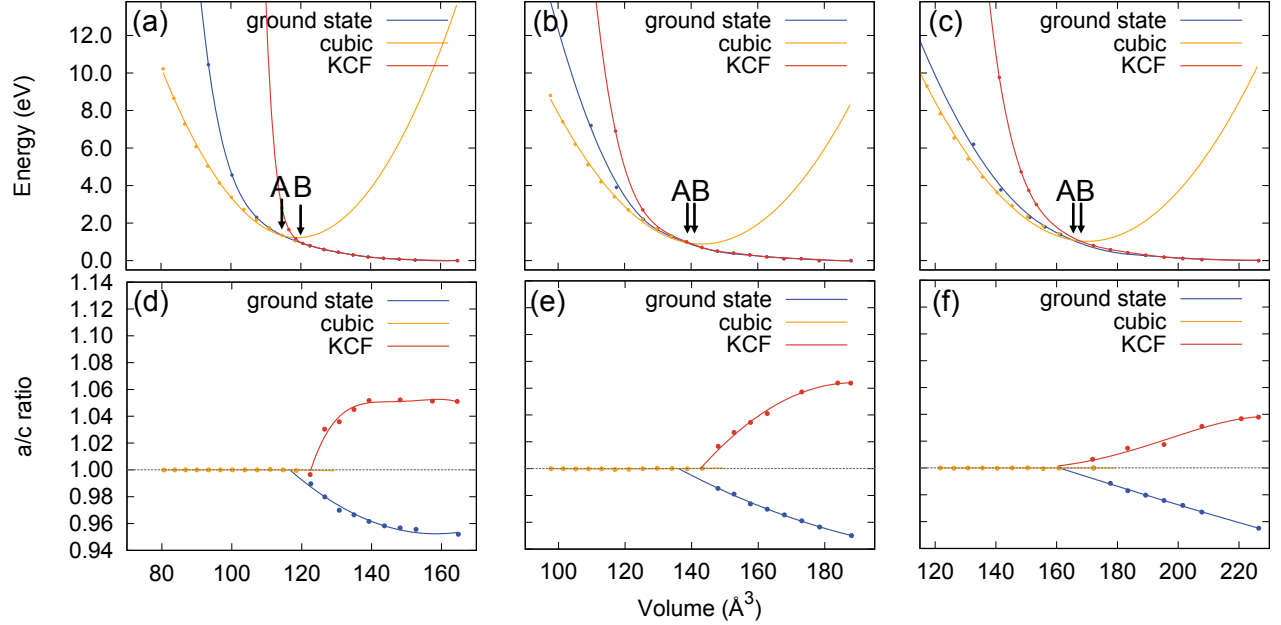 (a) ground state
cubic
KCF
A B
(b) ground state
cubic
KCF
AB
(c) ground state
cubic
KCF
AB
Energy (eV)
12.0
10.0
8.0
6.0
4.0
2.0
0.0
(d) ground state
cubic
KCF
(e) ground state
cubic
KCF
(f) ground state
cubic
KCF
a/c ratio
1.14
1.12
1.10
1.08
1.06
1.04
1.02
1.00
0.98
0.96
0.94
80 100 120 140 160
100 120 140 160 180
120 140 160 180 200 220
Volume (Å³)